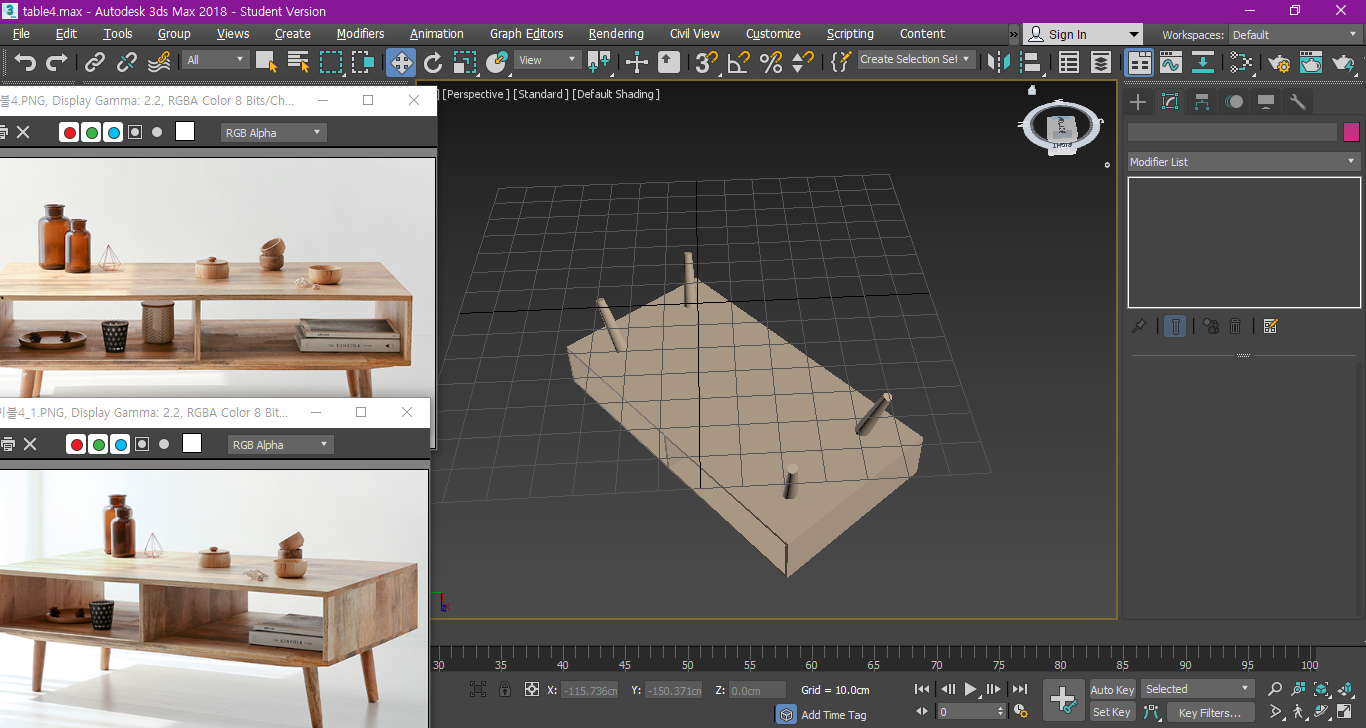 table4.max - Autodesk 3ds Max 2018 - Student Version
File Edit Tools Group Views Create Modifiers Animation Graph Editors Rendering Civil View Customize Scripting Content » Sign In Workspaces: Default
All View Create Selection Set
블4.PNG, Display Gamma: 2.2, RGBA Color 8 Bits/Ch...
] [Perspective ] [Standard ] [Default Shading ]
RGB Alpha
Modifier List
RIGHT
KINFOLK
블4_1.PNG, Display Gamma: 2.2, RGBA Color 8 Bit...
RGB Alpha
KINFOLK
30 35 40 45 50 55 60 65 70 75 80 85 90 95 100
X: -115.736cm Y: -150.371cm Z: 0.0cm Grid = 10.0cm Auto Key Selected
Add Time Tag 0 Set Key Key Filters...